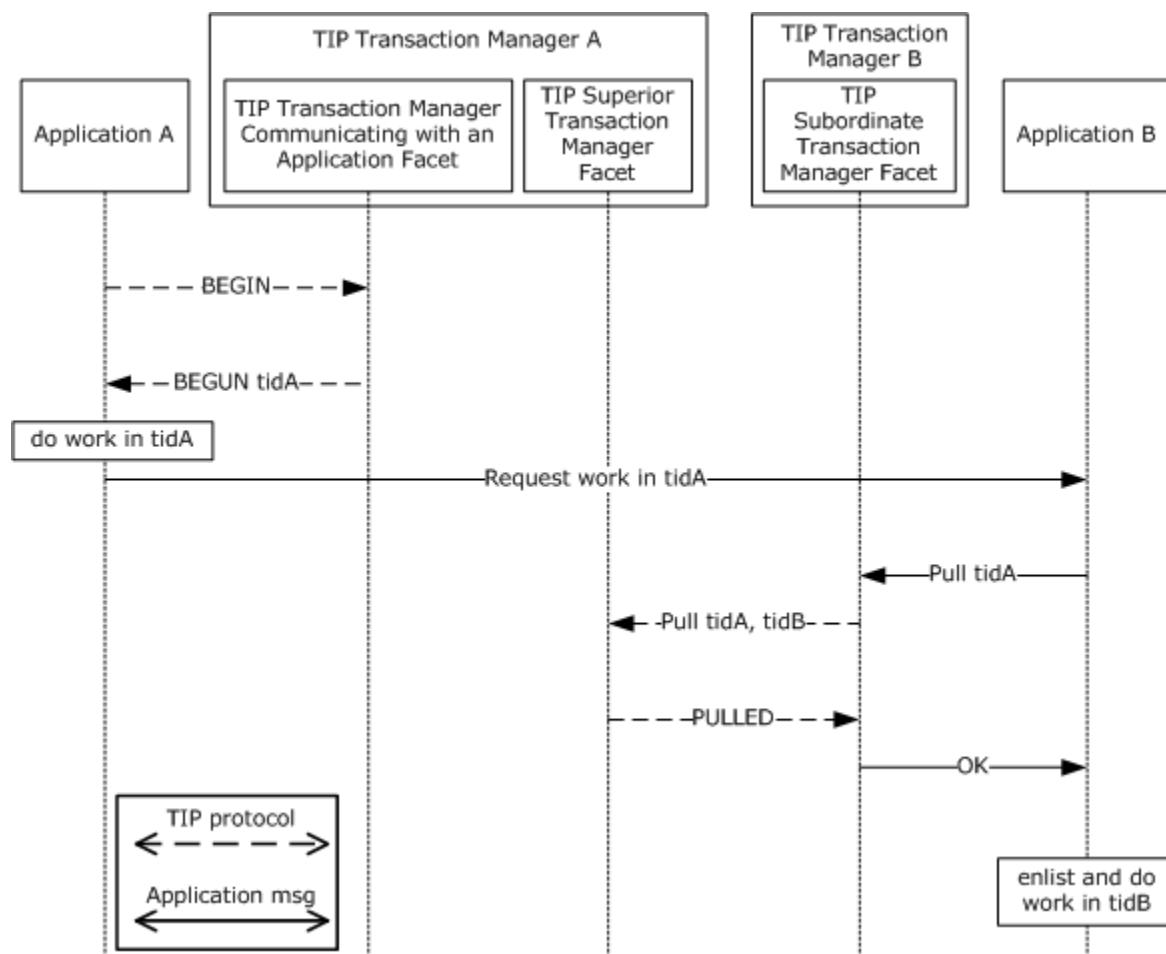 TIP Transaction Manager A
TIP Transaction
Manager B
Application A
TIP Transaction Manager
Communicating with an
Application Facet
TIP Superior
Transaction
Manager
Facet
TIP
Subordinate
Transaction
Manager Facet
Application B
BEGIN
BEGUN tidA
do work in tidA
Request work in tidA
Pull tidA
Pull tidA, tidB
PULLED
OK
TIP protocol
Application msg
enlist and do
work in tidB